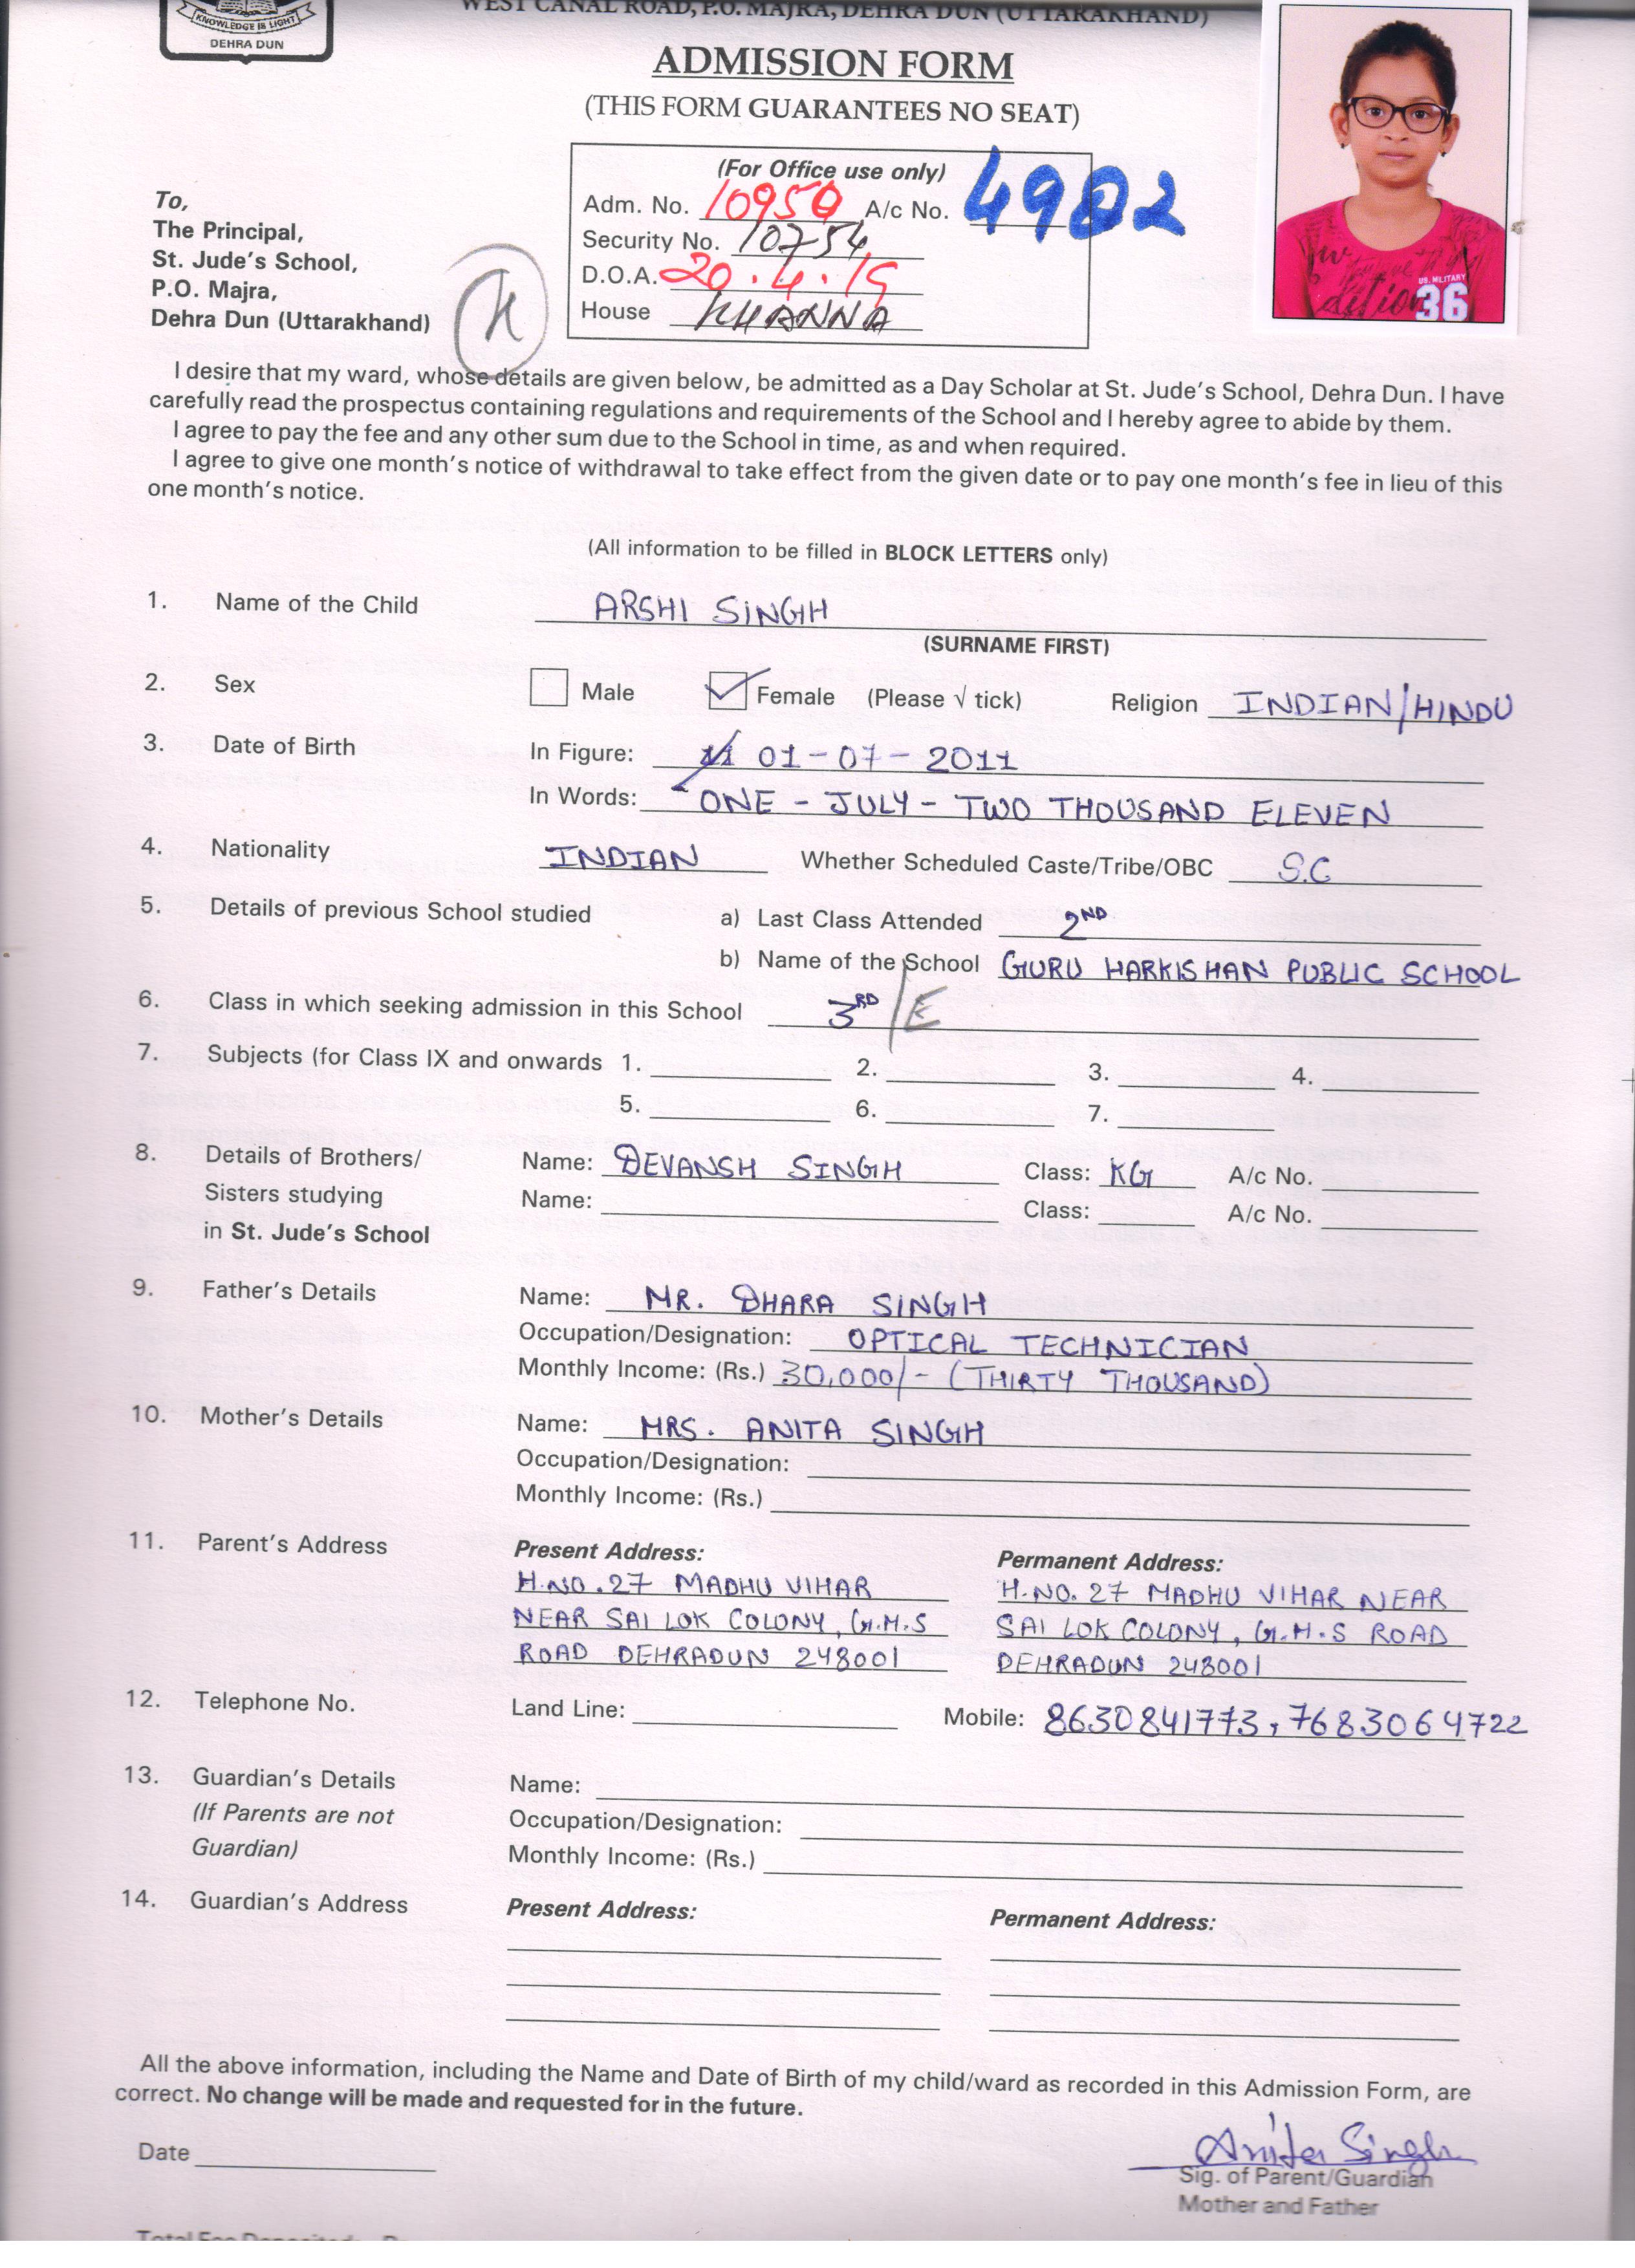 KNOWLEDGE IS LIGHT
DEHRA DUN
WEST CANAL ROAD, P.O. MAJRA, DEHRA DUN (UTTARAKHAND)
ADMISSION FORM
(THIS FORM GUARANTEES NO SEAT)
(For Office use only)
Adm. No. 10950 A/c No. 4902
Security No. 10754
D.O.A. 20.4.19
House KHANNA
To,
The Principal,
St. Jude's School,
P.O. Majra,
Dehra Dun (Uttarakhand)
US. MILITARY
36
I desire that my ward, whose details are given below, be admitted as a Day Scholar at St. Jude's School, Dehra Dun. I have
carefully read the prospectus containing regulations and requirements of the School and I hereby agree to abide by them.
I agree to pay the fee and any other sum due to the School in time, as and when required.
I agree to give one month's notice of withdrawal to take effect from the given date or to pay one month's fee in lieu of this
one month's notice.
(All information to be filled in BLOCK LETTERS only)
1. Name of the Child ARSHI SINGH
(SURNAME FIRST)
2. Sex Male Female (Please √ tick) Religion INDIAN/HINDU
3. Date of Birth In Figure: 01-07-2011
In Words: ONE - JULY - TWO THOUSAND ELEVEN
4. Nationality INDIAN Whether Scheduled Caste/Tribe/OBC S.C
5. Details of previous School studied a) Last Class Attended 2ND
b) Name of the School GURU HARKISHAN PUBLIC SCHOOL
6. Class in which seeking admission in this School 3RD/E
7. Subjects (for Class IX and onwards 1. 2. 3. 4.
5. 6. 7.
8. Details of Brothers/ Name: DEVANSH SINGH Class: KG A/c No.
Sisters studying Name: Class: A/c No.
in St. Jude's School
9. Father's Details Name: MR. DHARA SINGH
Occupation/Designation: OPTICAL TECHNICIAN
Monthly Income: (Rs.) 30,000/- (THIRTY THOUSAND)
10. Mother's Details Name: MRS. ANITA SINGH
Occupation/Designation:
Monthly Income: (Rs.)
11. Parent's Address Present Address: Permanent Address:
H.NO.27 MADHU VIHAR H.NO. 27 MADHU VIHAR NEAR
NEAR SAI LOK COLONY, G.M.S SAI LOK COLONY, G.M.S ROAD
ROAD DEHRADUN 248001 DEHRADUN 248001
12. Telephone No. Land Line: Mobile: 8630841773, 7683064722
13. Guardian's Details Name:
(If Parents are not Occupation/Designation:
Guardian) Monthly Income: (Rs.)
14. Guardian's Address Present Address: Permanent Address:
All the above information, including the Name and Date of Birth of my child/ward as recorded in this Admission Form, are
correct. No change will be made and requested for in the future.
Date
Anita Singh
Sig. of Parent/Guardian
Mother and Father
Total Fee Deposited: